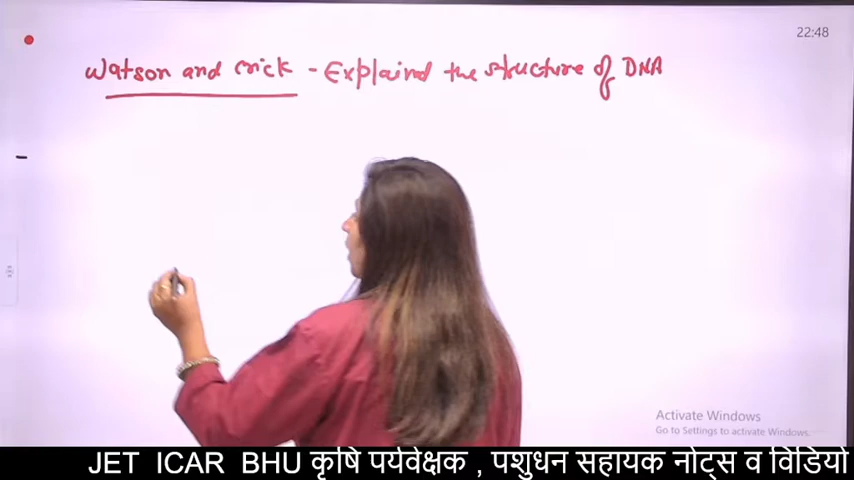 22:48
Watson and Crick - Explained the structure of DNA
Activate Windows
Go to Settings to activate Windows.
JET ICAR BHU कृषि पर्यवेक्षक , पशुधन सहायक नोट्स व विडियो